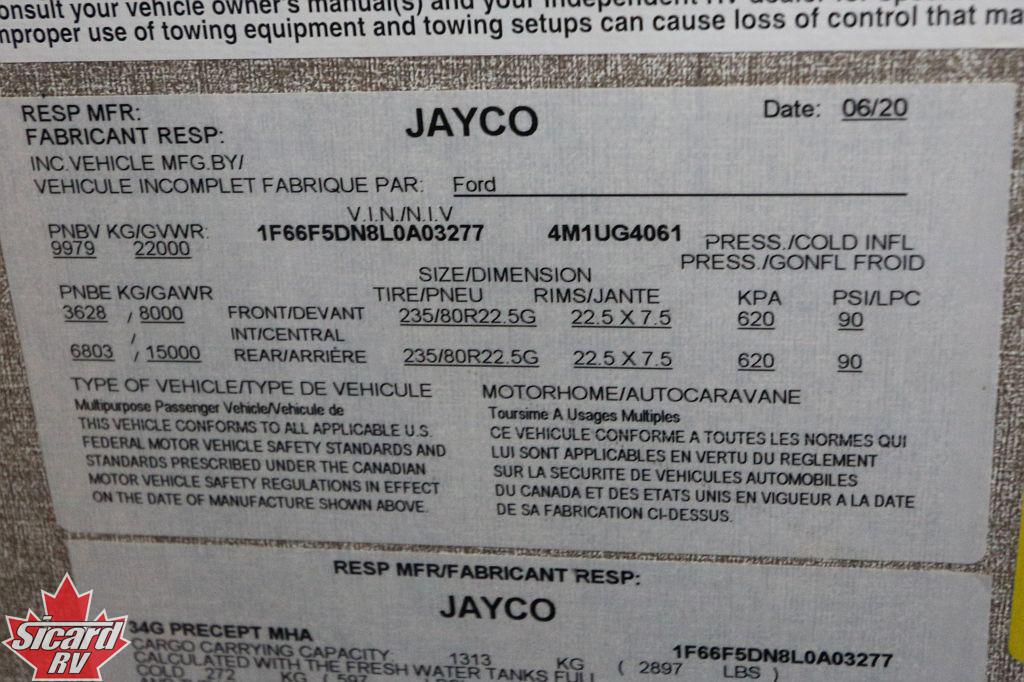 onsult your vehicle owner's manual(s) and your independent RV dealer for
mproper use of towing equipment and towing setups can cause loss of control that ma
RESP MFR: JAYCO Date: 06/20
FABRICANT RESP:
INC.VEHICLE MFG.BY/
VEHICULE INCOMPLET FABRIQUE PAR: Ford
V.I.N./N.I.V
PNBV KG/GVWR: 1F66F5DN8L0A03277 4M1UG4061 PRESS./COLD INFL
9979 22000 PRESS./GONFL FROID
SIZE/DIMENSION
PNBE KG/GAWR TIRE/PNEU RIMS/JANTE KPA PSI/LPC
3628 / 8000 FRONT/DEVANT 235/80R22.5G 22.5 X 7.5 620 90
/ INT/CENTRAL
6803 / 15000 REAR/ARRIÈRE 235/80R22.5G 22.5 X 7.5 620 90
TYPE OF VEHICLE/TYPE DE VEHICULE MOTORHOME/AUTOCARAVANE
Multipurpose Passenger Vehicle/Vehicule de Toursime A Usages Multiples
THIS VEHICLE CONFORMS TO ALL APPLICABLE U.S.
FEDERAL MOTOR VEHICLE SAFETY STANDARDS AND
STANDARDS PRESCRIBED UNDER THE CANADIAN
MOTOR VEHICLE SAFETY REGULATIONS IN EFFECT
ON THE DATE OF MANUFACTURE SHOWN ABOVE.
CE VEHICULE CONFORME A TOUTES LES NORMES QUI
LUI SONT APPLICABLES EN VERTU DU REGLEMENT
SUR LA SECURITE DE VEHICULES AUTOMOBILES
DU CANADA ET DES ETATS UNIS EN VIGUEUR A LA DATE
DE SA FABRICATION CI-DESSUS.
RESP MFR/FABRICANT RESP:
JAYCO
34G PRECEPT MHA
CARGO CARRYING CAPACITY 1313 KG ( 2897 LBS ) 1F66F5DN8L0A03277
CALCULATED WITH THE FRESH WATER TANKS FULL
COLD 272 KG ( 597
Sicard
RV